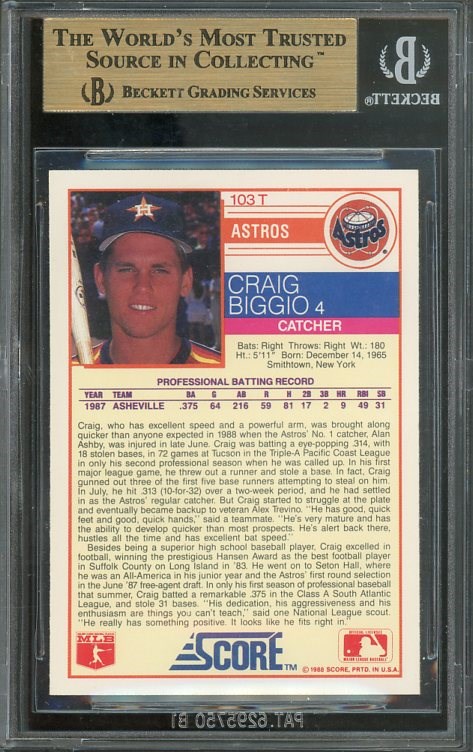 THE WORLD'S MOST TRUSTED
SOURCE IN COLLECTING™
B BECKETT GRADING SERVICES
B
BECKETT®
103 T
ASTROS
Astros
CRAIG
BIGGIO 4
CATCHER
Bats: Right Throws: Right Wt.: 180
Ht.: 5'11" Born: December 14, 1965
Smithtown, New York
PROFESSIONAL BATTING RECORD
YEAR TEAM BA G AB R H 2B 3B HR RBI SB
1987 ASHEVILLE .375 64 216 59 81 17 2 9 49 31
Craig, who has excellent speed and a powerful arm, was brought along
quicker than anyone expected in 1988 when the Astros' No. 1 catcher, Alan
Ashby, was injured in late June. Craig was batting a eye-popping .314, with
18 stolen bases, in 72 games at Tucson in the Triple-A Pacific Coast League
in only his second professional season when he was called up. In his first
major league game, he threw out a runner and stole a base. In fact, Craig
gunned out three of the first five base runners attempting to steal on him.
In July, he hit .313 (10-for-32) over a two-week period, and he had settled
in as the Astros' regular catcher. But Craig started to struggle at the plate
and eventually became backup to veteran Alex Trevino. "He has good, quick
feet and good, quick hands," said a teammate. "He's very mature and has
the ability to develop quicker than most prospects. He's alert back there,
hustles all the time and has excellent bat speed."
Besides being a superior high school baseball player, Craig excelled in
football, winning the prestigious Hansen Award as the best football player
in Suffolk County on Long Island in '83. He went on to Seton Hall, where
he was an All-America in his junior year and the Astros' first round selection
in the June '87 free-agent draft. In only his first season of professional baseball
that summer, Craig batted a remarkable .375 in the Class A South Atlantic
League, and stole 31 bases. "His dedication, his aggressiveness and his
enthusiasm are things you can't teach," said one National League scout.
"He really has something positive. It looks like he fits right in."
MLB
SCORE™
MAJOR LEAGUE BASEBALL
© 1988 SCORE, PRTD. IN U.S.A.
PAT. 6295750 B1